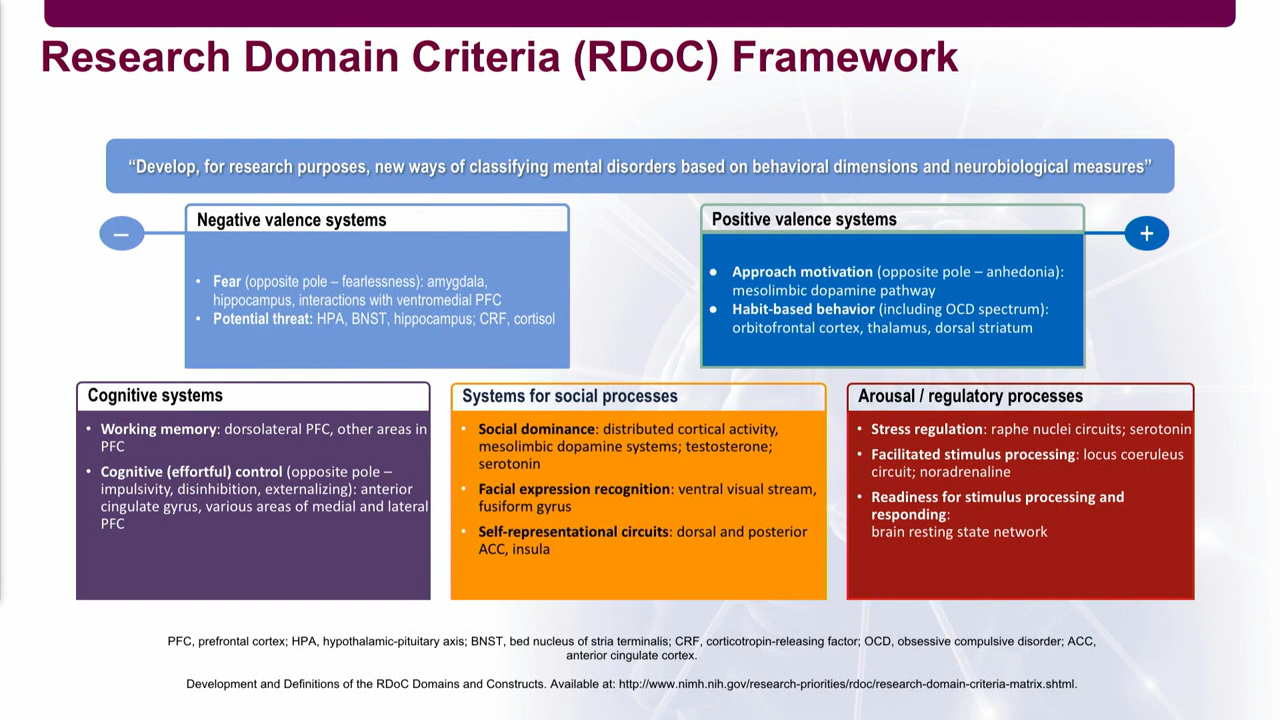 Research Domain Criteria (RDoC) Framework
“Develop, for research purposes, new ways of classifying mental disorders based on behavioral dimensions and neurobiological measures”
–
Negative valence systems
• Fear (opposite pole – fearlessness): amygdala,
hippocampus, interactions with ventromedial PFC
• Potential threat: HPA, BNST, hippocampus; CRF, cortisol
Positive valence systems
+
● Approach motivation (opposite pole – anhedonia):
mesolimbic dopamine pathway
● Habit-based behavior (including OCD spectrum):
orbitofrontal cortex, thalamus, dorsal striatum
Cognitive systems
• Working memory: dorsolateral PFC, other areas in
PFC
• Cognitive (effortful) control (opposite pole –
impulsivity, disinhibition, externalizing): anterior
cingulate gyrus, various areas of medial and lateral
PFC
Systems for social processes
• Social dominance: distributed cortical activity,
mesolimbic dopamine systems; testosterone;
serotonin
• Facial expression recognition: ventral visual stream,
fusiform gyrus
• Self-representational circuits: dorsal and posterior
ACC, insula
Arousal / regulatory processes
• Stress regulation: raphe nuclei circuits; serotonin
• Facilitated stimulus processing: locus coeruleus
circuit; noradrenaline
• Readiness for stimulus processing and
responding:
brain resting state network
PFC, prefrontal cortex; HPA, hypothalamic-pituitary axis; BNST, bed nucleus of stria terminalis; CRF, corticotropin-releasing factor; OCD, obsessive compulsive disorder; ACC,
anterior cingulate cortex.
Development and Definitions of the RDoC Domains and Constructs. Available at: http://www.nimh.nih.gov/research-priorities/rdoc/research-domain-criteria-matrix.shtml.